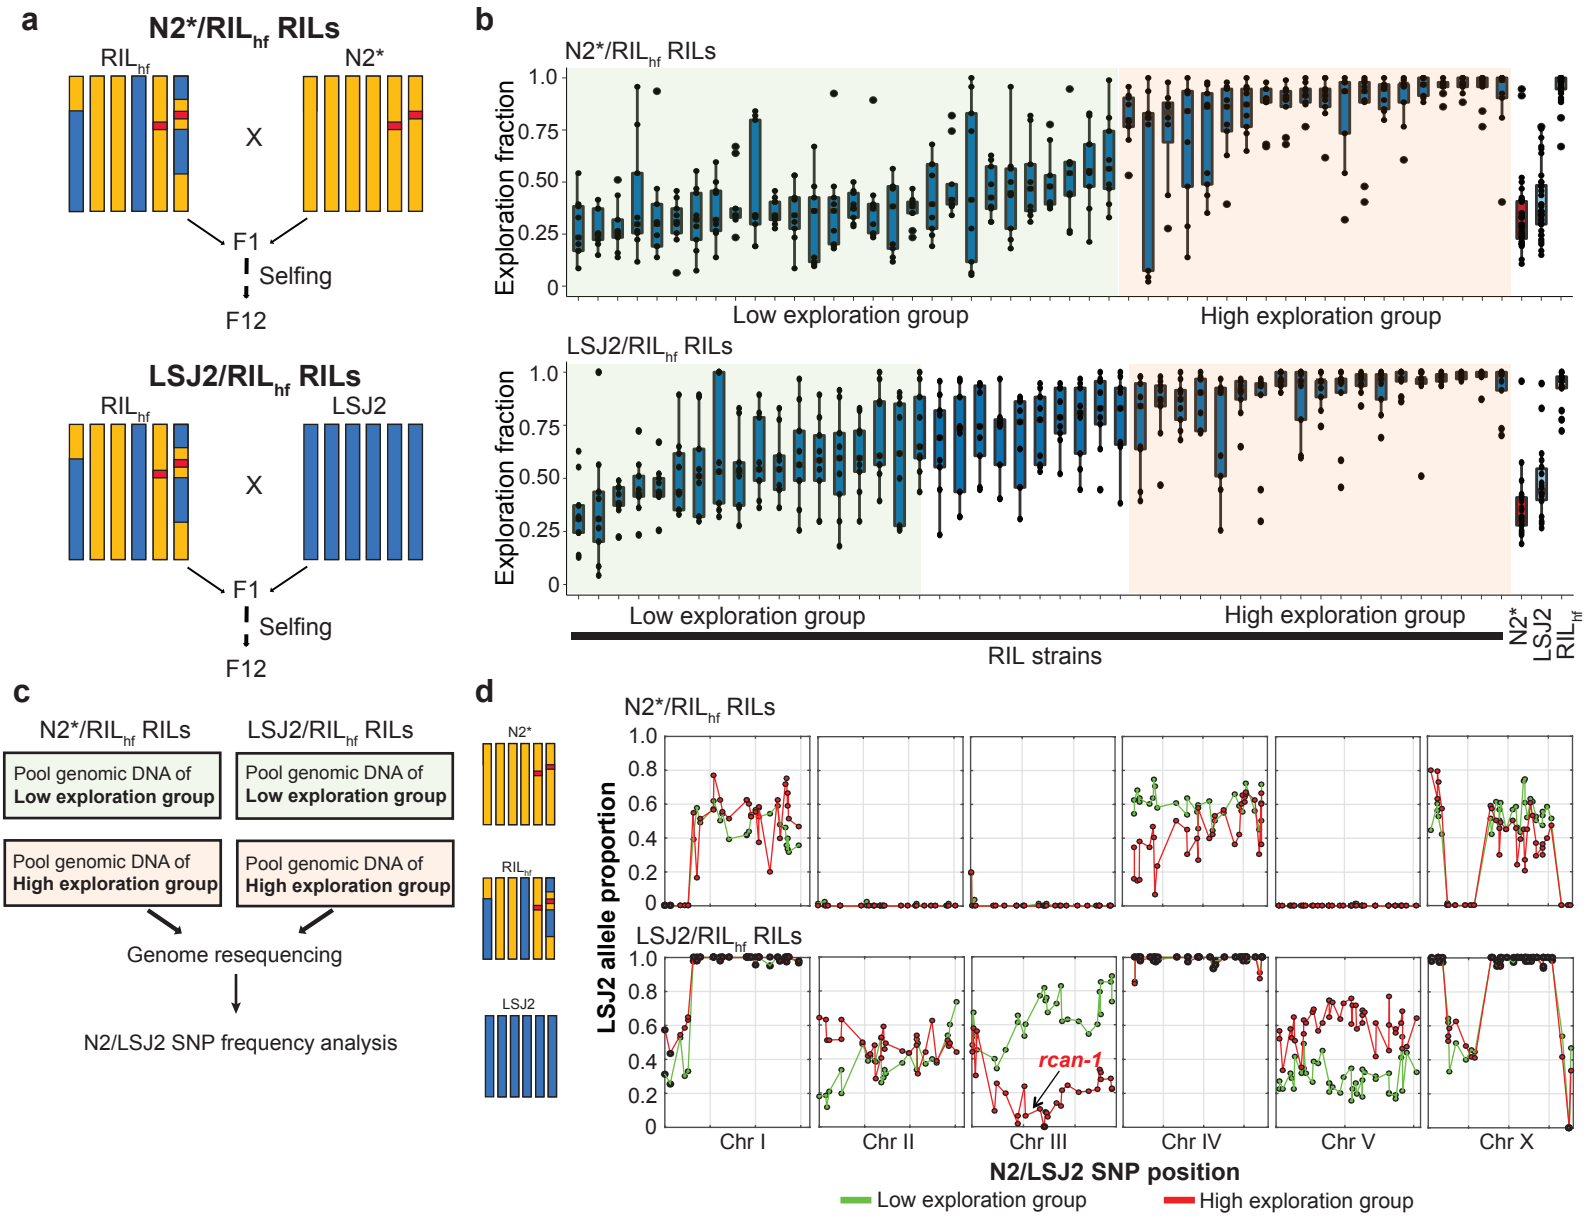 a
N2*/RILhf RILs
RILhf
N2*
X
F1
Selfing
F12
LSJ2/RILhf RILs
RILhf
LSJ2
X
F1
Selfing
F12
b
N2*/RILhf RILs
Exploration fraction
1.0
0.75
0.50
0.25
0
Low exploration group
High exploration group
LSJ2/RILhf RILs
Exploration fraction
1.0
0.75
0.50
0.25
0
Low exploration group
High exploration group
RIL strains
N2*
LSJ2
RILhf
c
N2*/RILhf RILs
LSJ2/RILhf RILs
Pool genomic DNA of
Low exploration group
Pool genomic DNA of
Low exploration group
Pool genomic DNA of
High exploration group
Pool genomic DNA of
High exploration group
Genome resequencing
N2/LSJ2 SNP frequency analysis
d
N2*
RILhf
LSJ2
N2*/RILhf RILs
LSJ2 allele proportion
1.0
0.8
0.6
0.4
0.2
0
LSJ2/RILhf RILs
1.0
0.8
0.6
0.4
0.2
0
rcan-1
Chr I
Chr II
Chr III
Chr IV
Chr V
Chr X
N2/LSJ2 SNP position
Low exploration group
High exploration group